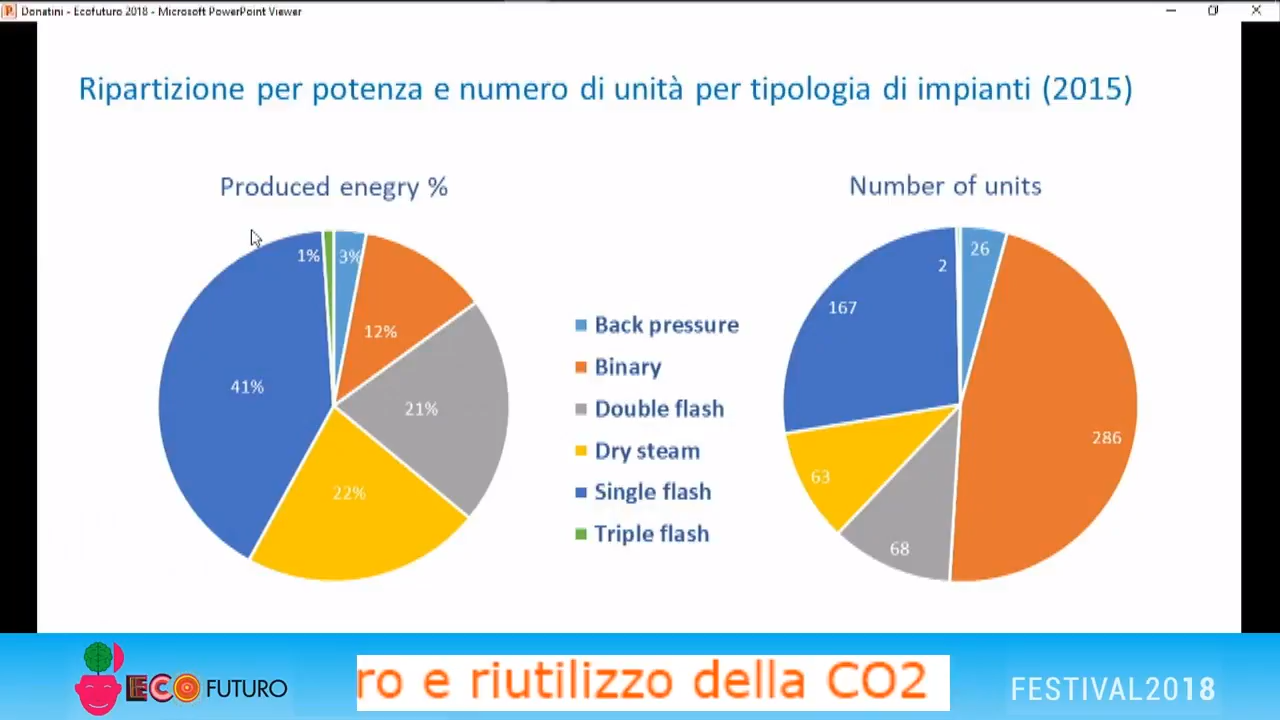 Donatini - Ecofuturo 2018 - Microsoft PowerPoint Viewer
Ripartizione per potenza e numero di unità per tipologia di impianti (2015)
Produced enegry %
1%
3%
12%
41%
21%
22%
Back pressure
Binary
Double flash
Dry steam
Single flash
Triple flash
Number of units
26
2
167
286
63
68
ECO FUTURO
ro e riutilizzo della CO2
FESTIVAL2018